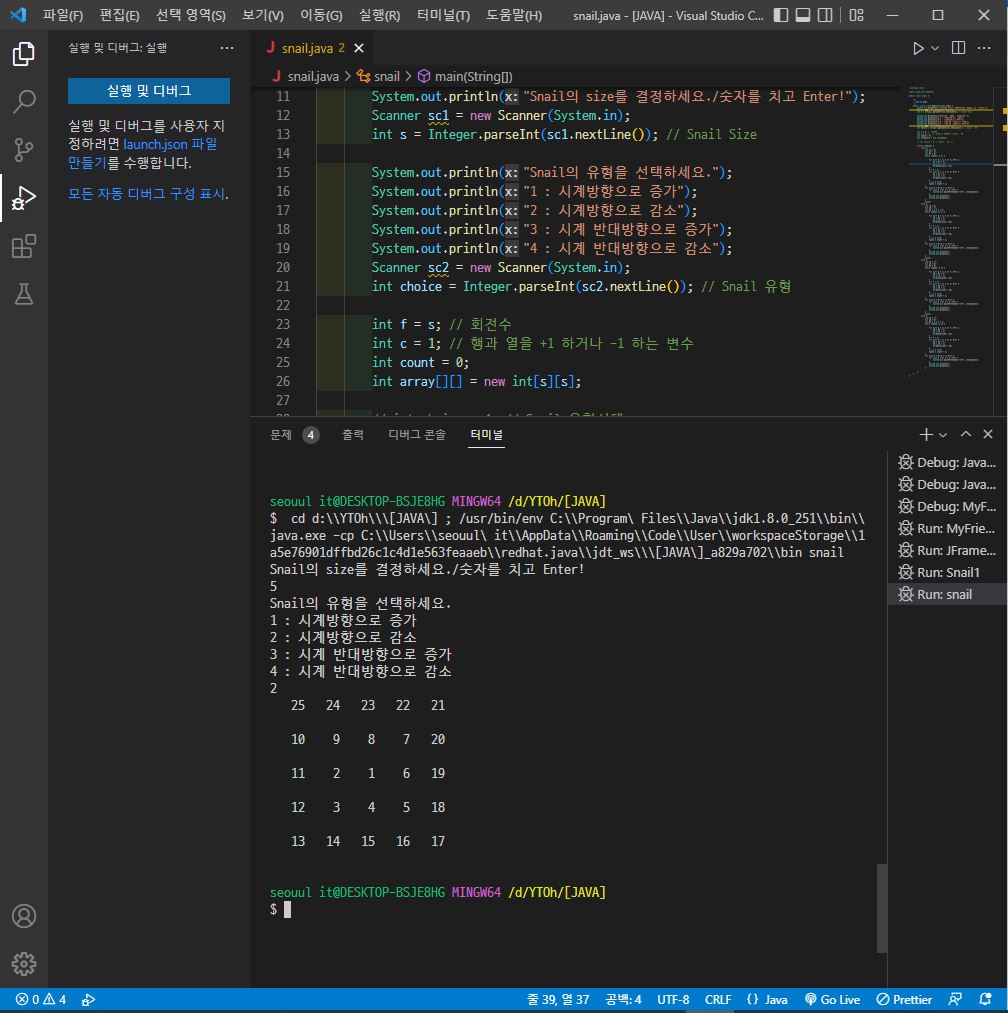 파일(F) 편집(E) 선택 영역(S) 보기(V) 이동(G) 실행(R) 터미널(T) 도움말(H) snail.java - [JAVA] - Visual Studio C...
실행 및 디버그: 실행 ···
실행 및 디버그
실행 및 디버그를 사용자 지
정하려면 launch.json 파일
만들기를 수행합니다.
모든 자동 디버그 구성 표시.
J snail.java 2
J snail.java > snail > main(String[])
11 System.out.println(x: "Snail의 size를 결정하세요./숫자를 치고 Enter!");
12 Scanner sc1 = new Scanner(System.in);
13 int s = Integer.parseInt(sc1.nextLine()); // Snail Size
14
15 System.out.println(x: "Snail의 유형을 선택하세요.");
16 System.out.println(x: "1 : 시계방향으로 증가");
17 System.out.println(x: "2 : 시계방향으로 감소");
18 System.out.println(x: "3 : 시계 반대방향으로 증가");
19 System.out.println(x: "4 : 시계 반대방향으로 감소");
20 Scanner sc2 = new Scanner(System.in);
21 int choice = Integer.parseInt(sc2.nextLine()); // Snail 유형
22
23 int f = s; // 회전수
24 int c = 1; // 행과 열을 +1 하거나 -1 하는 변수
25 int count = 0;
26 int array[][] = new int[s][s];
27
문제 4 출력 디버그 콘솔 터미널
seouul it@DESKTOP-BSJE8HG MINGW64 /d/YTOh/[JAVA]
$  cd d:\\YTOh\\\[JAVA\] ; /usr/bin/env C:\\Program\ Files\\Java\\jdk1.8.0_251\\bin\\
java.exe -cp C:\\Users\\seouul\ it\\AppData\\Roaming\\Code\\User\\workspaceStorage\\1
a5e76901dffbd26c1c4d1e563feaaeb\\redhat.java\\jdt_ws\\\[JAVA\]_a829a702\\bin snail
Snail의 size를 결정하세요./숫자를 치고 Enter!
5
Snail의 유형을 선택하세요.
1 : 시계방향으로 증가
2 : 시계방향으로 감소
3 : 시계 반대방향으로 증가
4 : 시계 반대방향으로 감소
2
25 24 23 22 21
10 9 8 7 20
11 2 1 6 19
12 3 4 5 18
13 14 15 16 17
seouul it@DESKTOP-BSJE8HG MINGW64 /d/YTOh/[JAVA]
$
Debug: Java...
Debug: Java...
Debug: MyF...
Run: MyFrie...
Run: JFrame...
Run: Snail1
Run: snail
0 4 줄 39, 열 37 공백: 4 UTF-8 CRLF {} Java Go Live Prettier